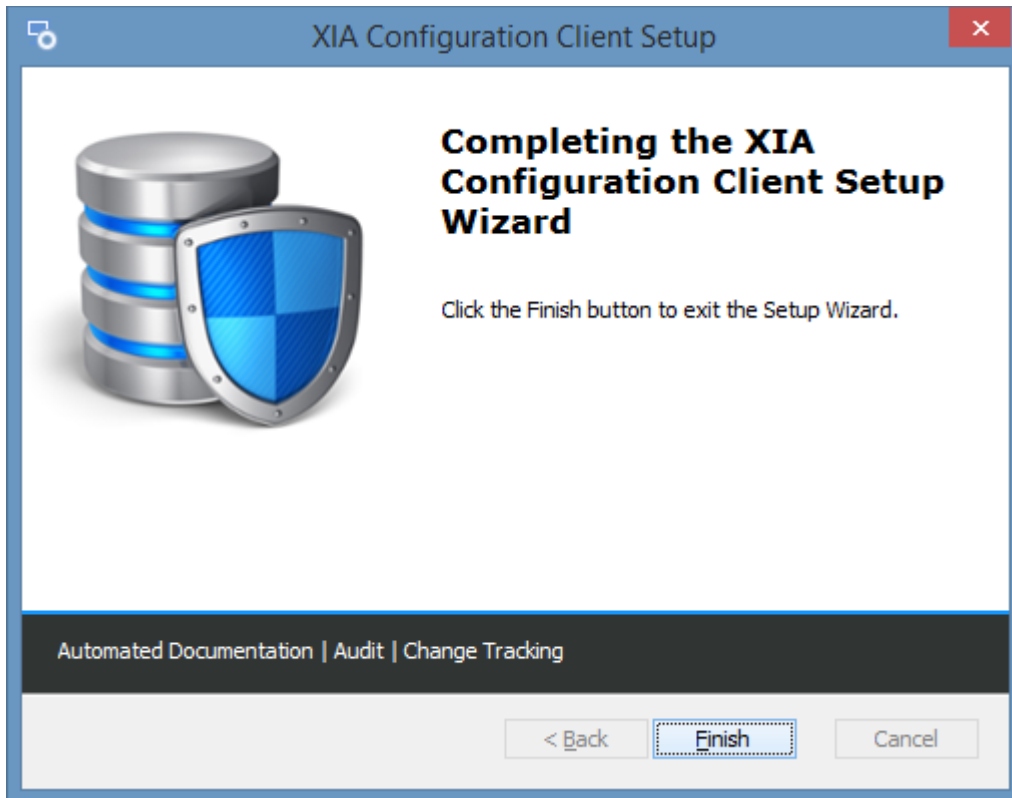 XIA Configuration Client Setup
Completing the XIA
Configuration Client Setup
Wizard
Click the Finish button to exit the Setup Wizard.
Automated Documentation | Audit | Change Tracking
< Back
Finish
Cancel